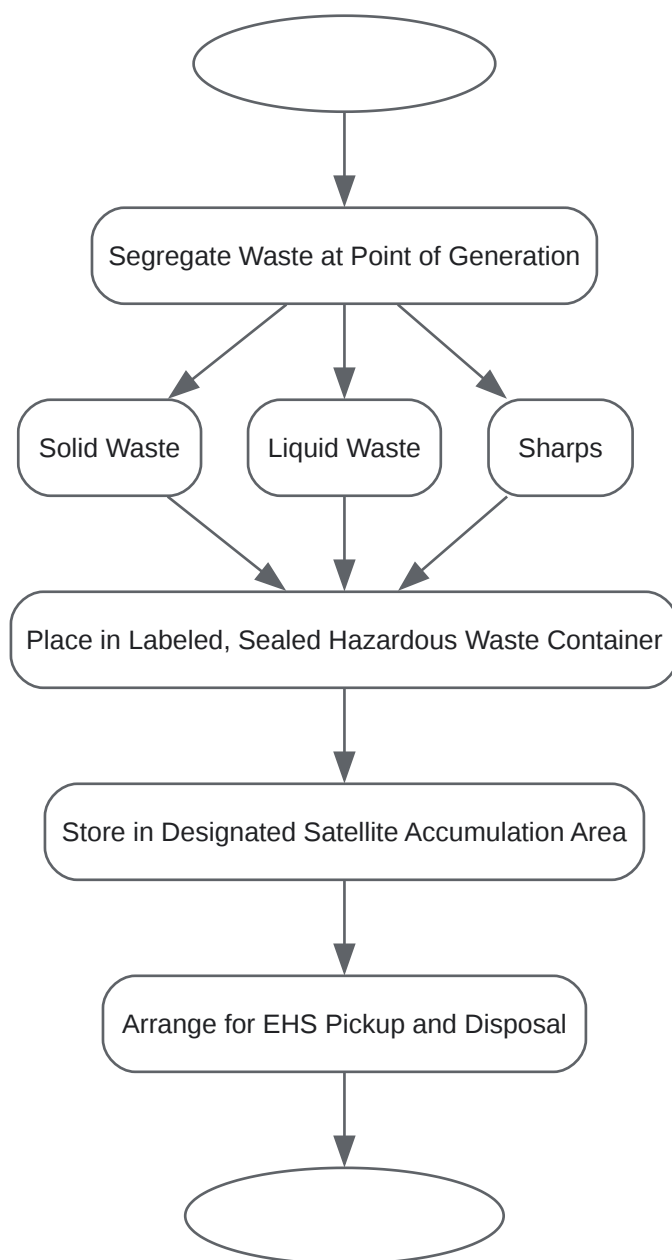 Segregate Waste at Point of Generation
Solid Waste
Liquid Waste
Sharps
Place in Labeled, Sealed Hazardous Waste Container
Store in Designated Satellite Accumulation Area
Arrange for EHS Pickup and Disposal